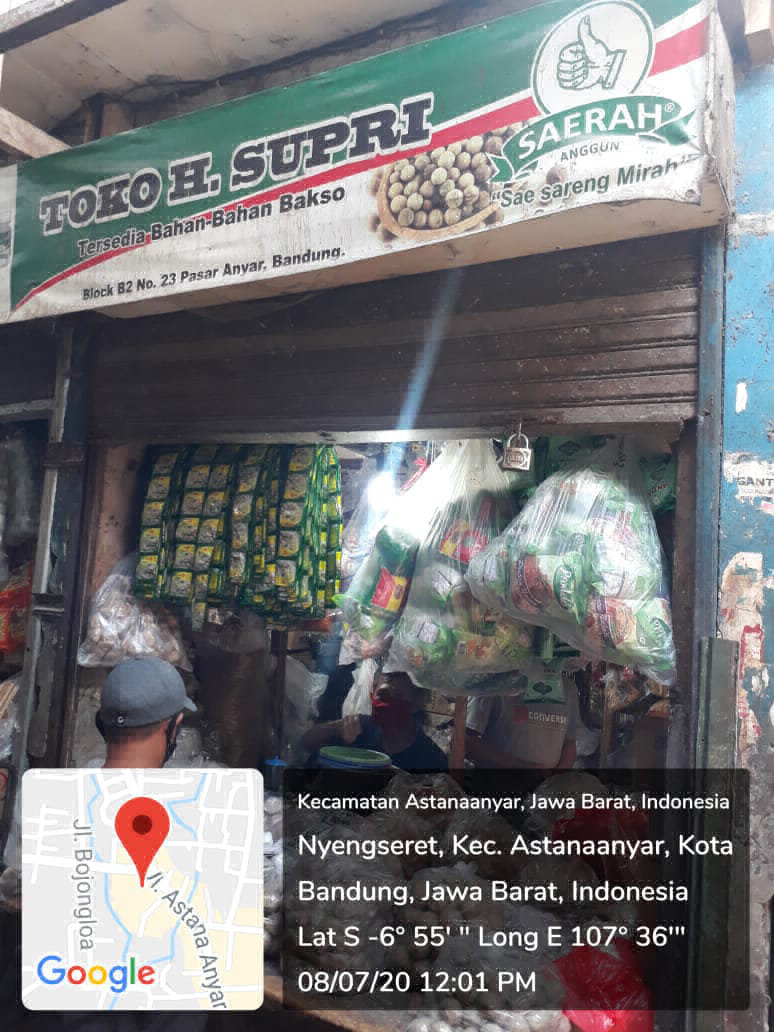 TOKO H. SUPRI
Tersedia Bahan-Bahan Bakso
Block B2 No. 23 Pasar Anyar, Bandung.
SAERAH®
ANGGUN
"Sae sareng Mirah"
GANT
CONVERSE
Kecamatan Astanaanyar, Jawa Barat, Indonesia
Nyengseret, Kec. Astanaanyar, Kota
Bandung, Jawa Barat, Indonesia
Lat S -6° 55' " Long E 107° 36'"
08/07/20 12:01 PM
Jl. Bojongloa
Jl. Astana Anyar
Google